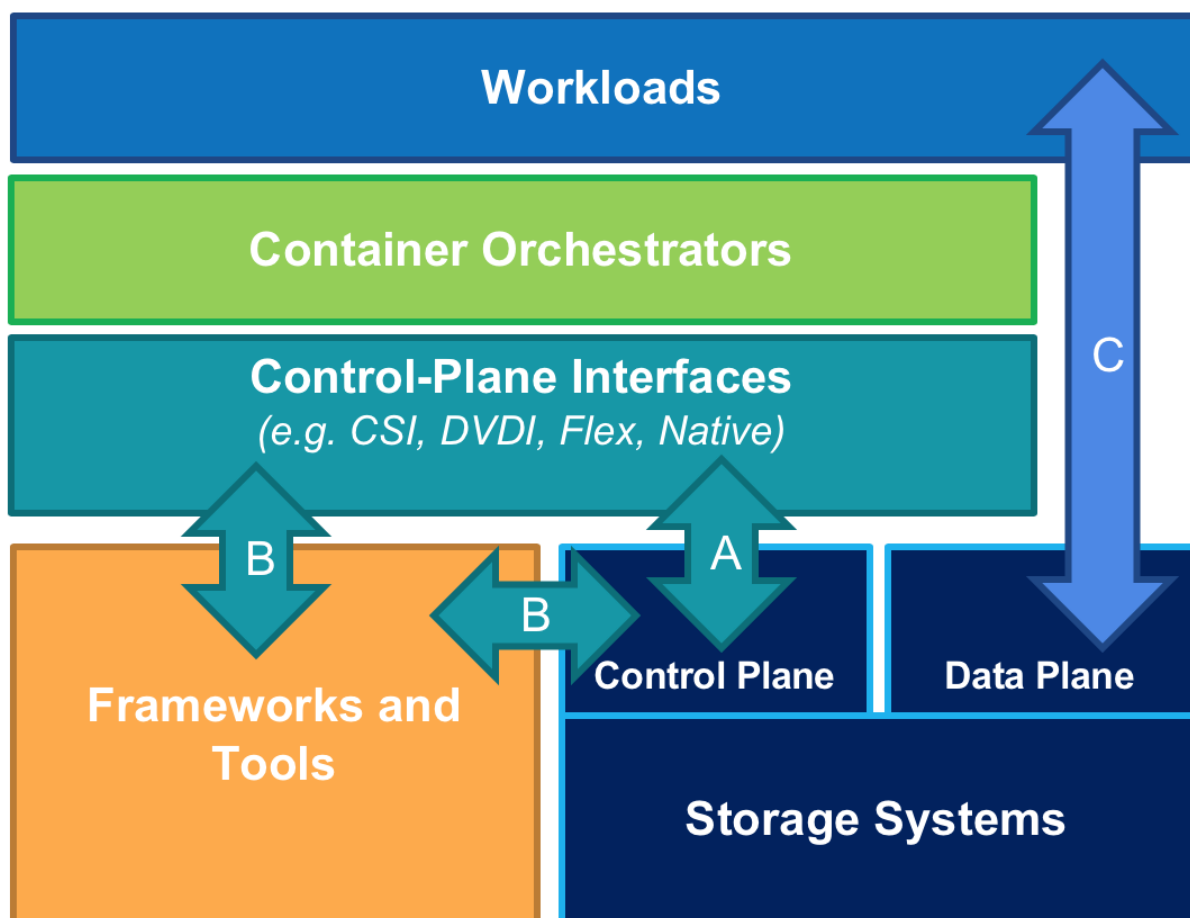 Workloads
Container Orchestrators
Control-Plane Interfaces
(e.g. CSI, DVDI, Flex, Native)
C
B
A
B
Control Plane
Data Plane
Frameworks and
Tools
Storage Systems